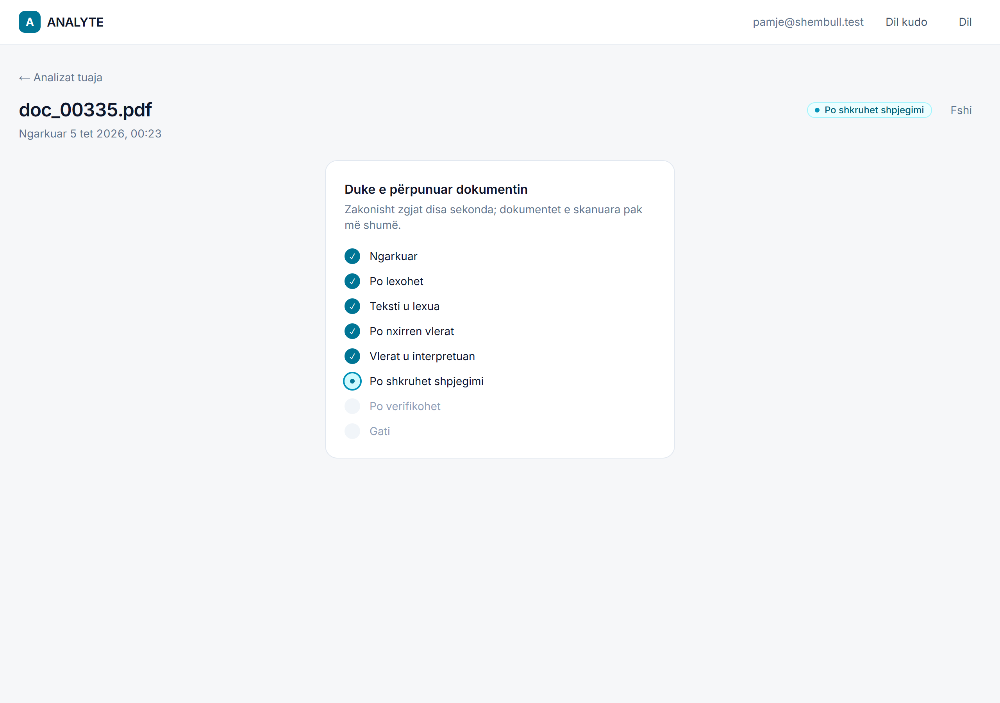 A ANALYTE
pamje@shembull.test Dil kudo Dil
← Analizat tuaja
doc_00335.pdf
Po shkruhet shpjegimi Fshi
Ngarkuar 5 tet 2026, 00:23
Duke e përpunuar dokumentin
Zakonisht zgjat disa sekonda; dokumentet e skanuara pak
më shumë.
✓ Ngarkuar
✓ Po lexohet
✓ Teksti u lexua
✓ Po nxirren vlerat
✓ Vlerat u interpretuan
Po shkruhet shpjegimi
Po verifikohet
Gati